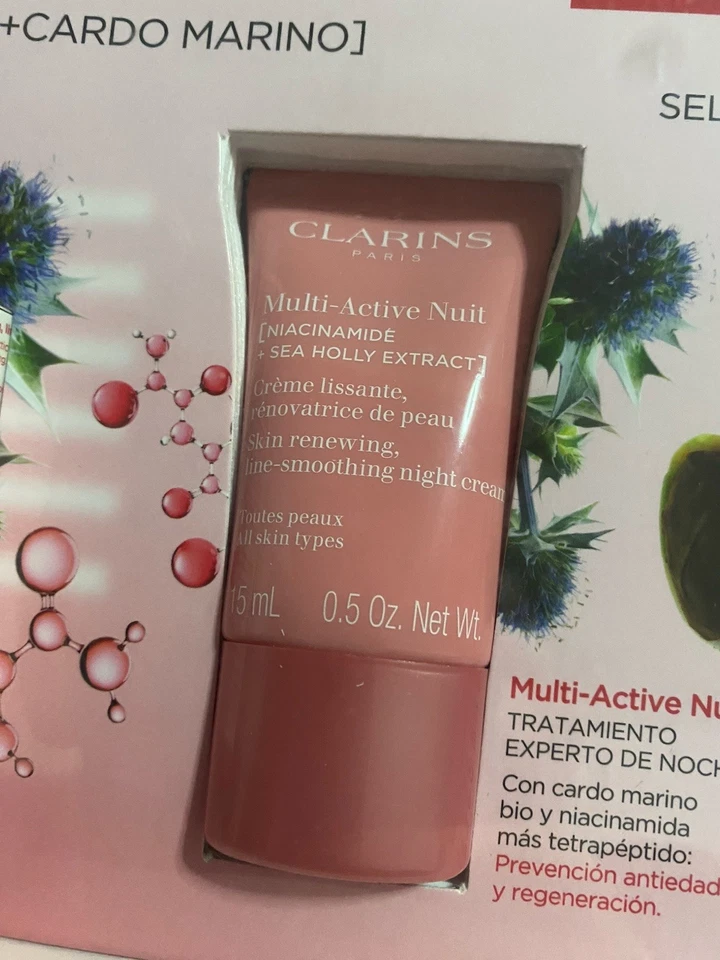 +CARDO MARINO]
SEL
CLARINS
PARIS
Multi-Active Nuit
[NIACINAMIDE
+ SEA HOLLY EXTRACT]
Crème lissante,
rénovatrice de peau
Skin renewing,
line-smoothing night cream
Toutes peaux
All skin types
15 mL 0.5 Oz. Net Wt.
Multi-Active Nu
TRATAMIENTO
EXPERTO DE NOCH
Con cardo marino
bio y niacinamida
más tetrapéptido:
Prevención antiedad
y regeneración.